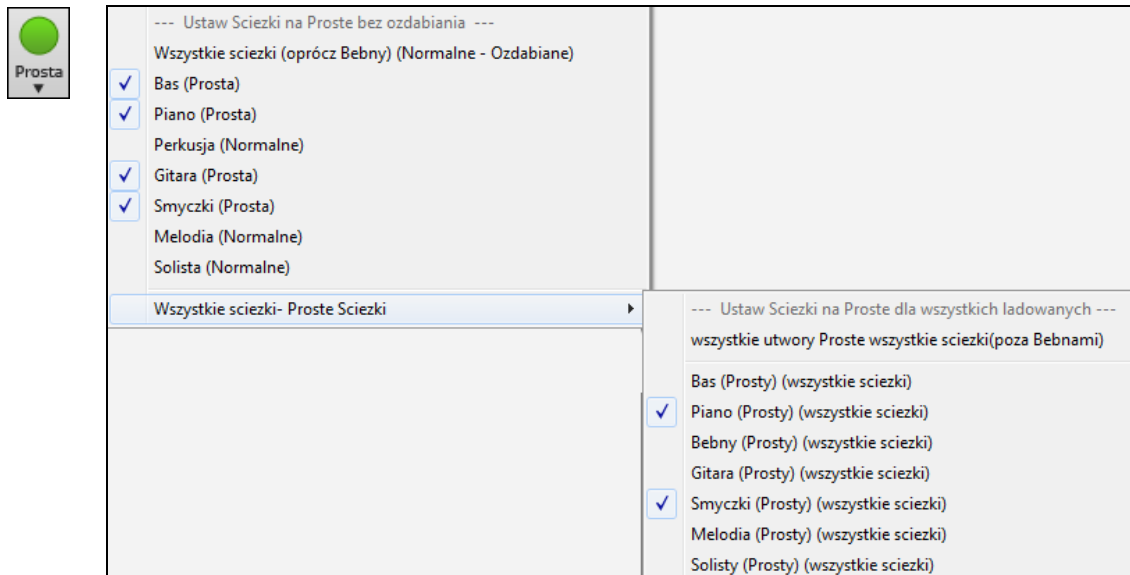 Prosta
--- Ustaw Sciezki na Proste bez ozdabiania ---
Wszystkie sciezki (oprócz Bebny) (Normalne - Ozdabiane)
Bas (Prosta)
Piano (Prosta)
Perkusja (Normalne)
Gitara (Prosta)
Smyczki (Prosta)
Melodia (Normalne)
Solista (Normalne)
Wszystkie sciezki- Proste Sciezki
--- Ustaw Sciezki na Proste dla wszystkich ladowanych ---
wszystkie utwory Proste wszystkie sciezki(poza Bebnami)
Bas (Prosty) (wszystkie sciezki)
Piano (Prosty) (wszystkie sciezki)
Bebny (Prosty) (wszystkie sciezki)
Gitara (Prosty) (wszystkie sciezki)
Smyczki (Prosty) (wszystkie sciezki)
Melodia (Prosty) (wszystkie sciezki)
Solisty (Prosty) (wszystkie sciezki)